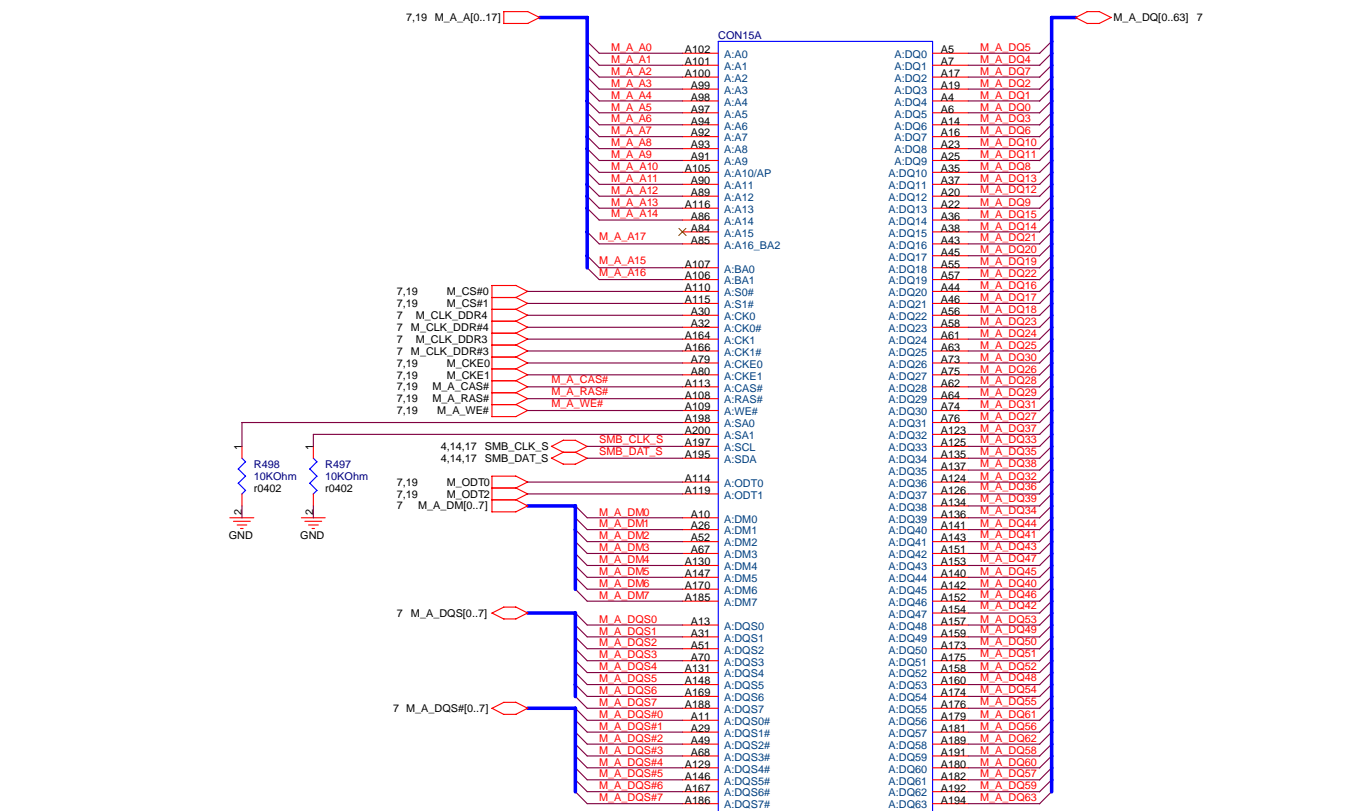 7,19 M_A_A[0..17]
M_A_DQ[0..63] 7
CON15A
M_A_A0 A102 A:A0
M_A_A1 A101 A:A1
M_A_A2 A100 A:A2
M_A_A3 A99 A:A3
M_A_A4 A98 A:A4
M_A_A5 A97 A:A5
M_A_A6 A94 A:A6
M_A_A7 A92 A:A7
M_A_A8 A93 A:A8
M_A_A9 A91 A:A9
M_A_A10 A105 A:A10/AP
M_A_A11 A90 A:A11
M_A_A12 A89 A:A12
M_A_A13 A116 A:A13
M_A_A14 A86 A:A14
A84 A:A15
M_A_A17 A85 A:A16_BA2
M_A_A15 A107 A:BA0
M_A_A16 A106 A:BA1
7,19 M_CS#0 A110 A:S0#
7,19 M_CS#1 A115 A:S1#
7 M_CLK_DDR4 A30 A:CK0
7 M_CLK_DDR#4 A32 A:CK0#
7 M_CLK_DDR3 A164 A:CK1
7 M_CLK_DDR#3 A166 A:CK1#
7,19 M_CKE0 A79 A:CKE0
7,19 M_CKE1 A80 A:CKE1
7,19 M_A_CAS# M_A_CAS# A113 A:CAS#
7,19 M_A_RAS# M_A_RAS# A108 A:RAS#
7,19 M_A_WE# M_A_WE# A109 A:WE#
A198 A:SA0
A200 A:SA1
4,14,17 SMB_CLK_S SMB_CLK_S A197 A:SCL
4,14,17 SMB_DAT_S SMB_DAT_S A195 A:SDA
1 R498 10KOhm r0402 2 GND
1 R497 10KOhm r0402 2 GND
7,19 M_ODT0 A114 A:ODT0
7,19 M_ODT2 A119 A:ODT1
7 M_A_DM[0..7]
M_A_DM0 A10 A:DM0
M_A_DM1 A26 A:DM1
M_A_DM2 A52 A:DM2
M_A_DM3 A67 A:DM3
M_A_DM4 A130 A:DM4
M_A_DM5 A147 A:DM5
M_A_DM6 A170 A:DM6
M_A_DM7 A185 A:DM7
7 M_A_DQS[0..7]
M_A_DQS0 A13 A:DQS0
M_A_DQS1 A31 A:DQS1
M_A_DQS2 A51 A:DQS2
M_A_DQS3 A70 A:DQS3
M_A_DQS4 A131 A:DQS4
M_A_DQS5 A148 A:DQS5
M_A_DQS6 A169 A:DQS6
M_A_DQS7 A188 A:DQS7
7 M_A_DQS#[0..7]
M_A_DQS#0 A11 A:DQS0#
M_A_DQS#1 A29 A:DQS1#
M_A_DQS#2 A49 A:DQS2#
M_A_DQS#3 A68 A:DQS3#
M_A_DQS#4 A129 A:DQS4#
M_A_DQS#5 A146 A:DQS5#
M_A_DQS#6 A167 A:DQS6#
M_A_DQS#7 A186 A:DQS7#
A:DQ0 A5 M_A_DQ5
A:DQ1 A7 M_A_DQ4
A:DQ2 A17 M_A_DQ7
A:DQ3 A19 M_A_DQ2
A:DQ4 A4 M_A_DQ1
A:DQ5 A6 M_A_DQ0
A:DQ6 A14 M_A_DQ3
A:DQ7 A16 M_A_DQ6
A:DQ8 A23 M_A_DQ10
A:DQ9 A25 M_A_DQ11
A:DQ10 A35 M_A_DQ8
A:DQ11 A37 M_A_DQ13
A:DQ12 A20 M_A_DQ12
A:DQ13 A22 M_A_DQ9
A:DQ14 A36 M_A_DQ15
A:DQ15 A38 M_A_DQ14
A:DQ16 A43 M_A_DQ21
A:DQ17 A45 M_A_DQ20
A:DQ18 A55 M_A_DQ19
A:DQ19 A57 M_A_DQ22
A:DQ20 A44 M_A_DQ16
A:DQ21 A46 M_A_DQ17
A:DQ22 A56 M_A_DQ18
A:DQ23 A58 M_A_DQ23
A:DQ24 A61 M_A_DQ24
A:DQ25 A63 M_A_DQ25
A:DQ26 A73 M_A_DQ30
A:DQ27 A75 M_A_DQ26
A:DQ28 A62 M_A_DQ28
A:DQ29 A64 M_A_DQ29
A:DQ30 A74 M_A_DQ31
A:DQ31 A76 M_A_DQ27
A:DQ32 A123 M_A_DQ37
A:DQ33 A125 M_A_DQ33
A:DQ34 A135 M_A_DQ35
A:DQ35 A137 M_A_DQ38
A:DQ36 A124 M_A_DQ32
A:DQ37 A126 M_A_DQ36
A:DQ38 A134 M_A_DQ39
A:DQ39 A136 M_A_DQ34
A:DQ40 A141 M_A_DQ44
A:DQ41 A143 M_A_DQ41
A:DQ42 A151 M_A_DQ43
A:DQ43 A153 M_A_DQ47
A:DQ44 A140 M_A_DQ45
A:DQ45 A142 M_A_DQ40
A:DQ46 A152 M_A_DQ46
A:DQ47 A154 M_A_DQ42
A:DQ48 A157 M_A_DQ53
A:DQ49 A159 M_A_DQ49
A:DQ50 A173 M_A_DQ50
A:DQ51 A175 M_A_DQ51
A:DQ52 A158 M_A_DQ52
A:DQ53 A160 M_A_DQ48
A:DQ54 A174 M_A_DQ54
A:DQ55 A176 M_A_DQ55
A:DQ56 A179 M_A_DQ61
A:DQ57 A181 M_A_DQ56
A:DQ58 A189 M_A_DQ62
A:DQ59 A191 M_A_DQ58
A:DQ60 A180 M_A_DQ60
A:DQ61 A182 M_A_DQ57
A:DQ62 A192 M_A_DQ59
A:DQ63 A194 M_A_DQ63